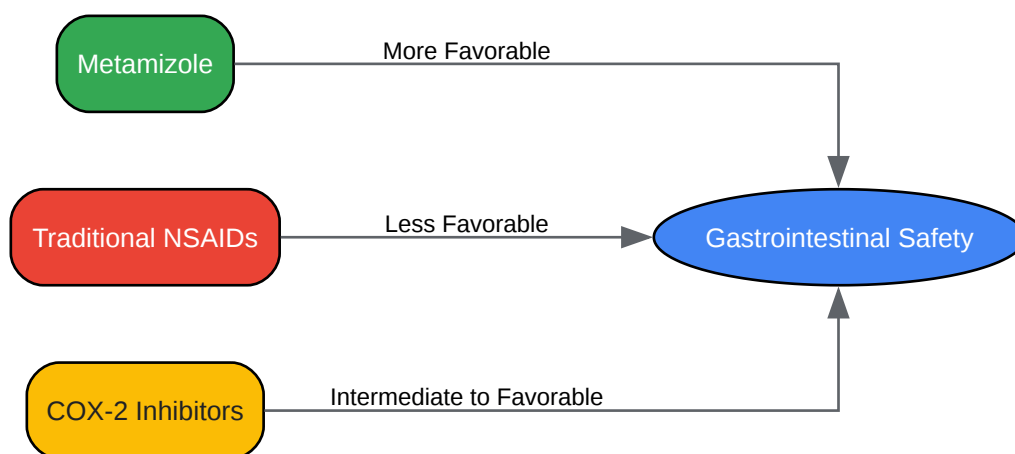 Metamizole
More Favorable
Traditional NSAIDs
Less Favorable
Gastrointestinal Safety
COX-2 Inhibitors
Intermediate to Favorable